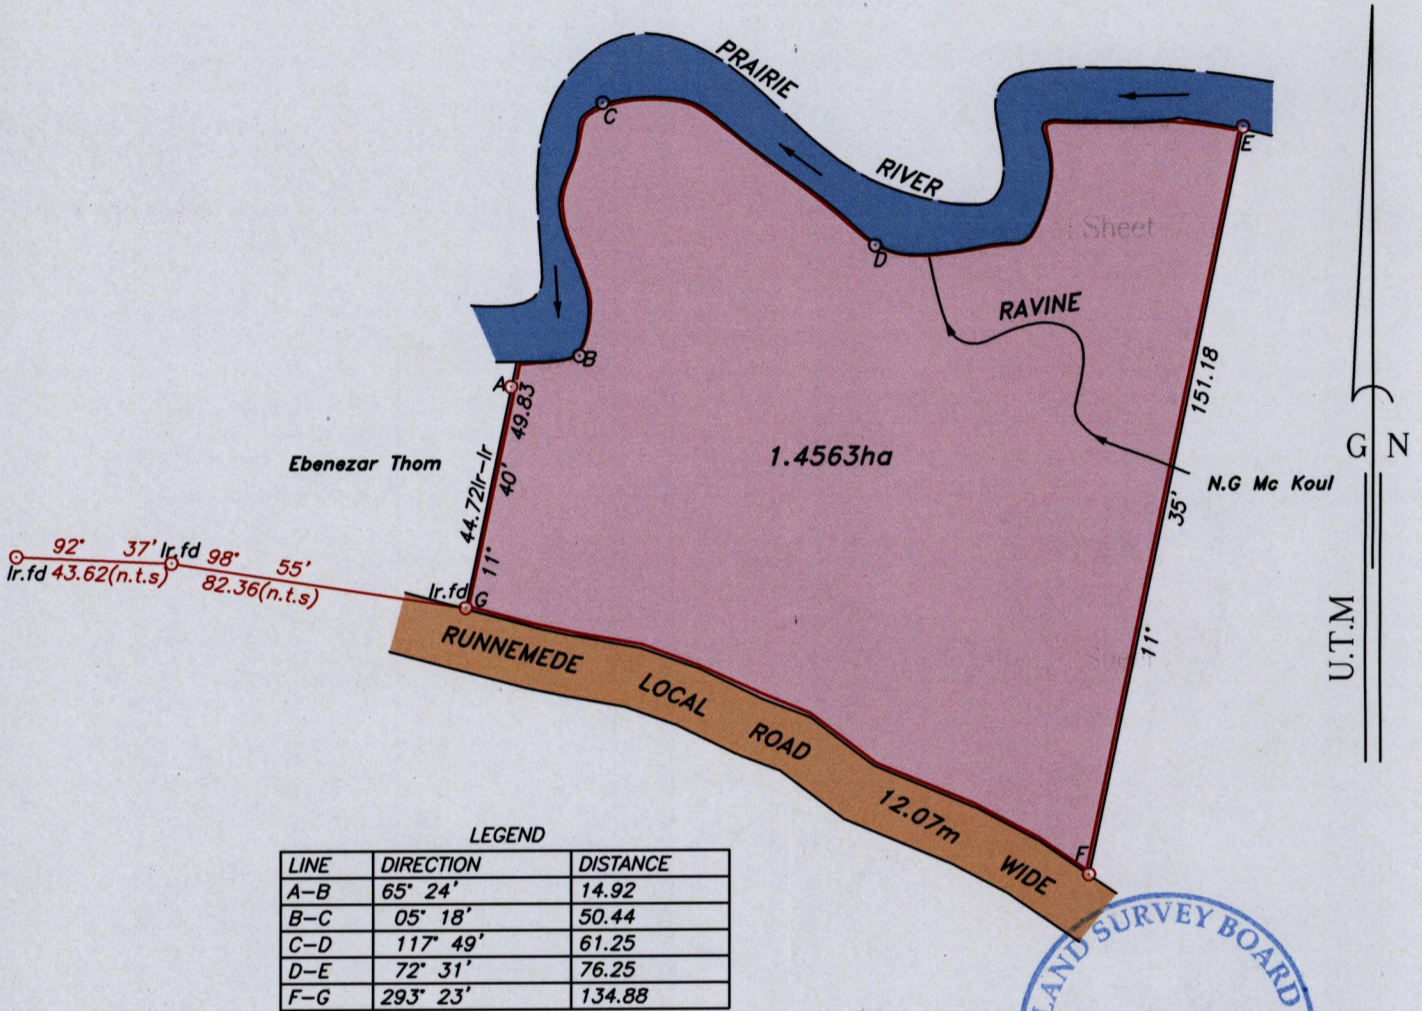 PRAIRIE
RIVER
C
E
D
Sheet
RAVINE
B
A
49.83
151.18
Ebenezar Thom
44.72Ir-Ir
40'
1.4563ha
G N
N.G Mc Koul
35'
92° 37' Ir.fd 98° 55'
Ir.fd 43.62(n.t.s) 82.36(n.t.s)
11°
Ir.fd G
U.T.M
11°
Sheet
RUNNEMEDE LOCAL ROAD 12.07m WIDE
F
LEGEND
LINE DIRECTION DISTANCE
A-B 65° 24' 14.92
B-C 05° 18' 50.44
C-D 117° 49' 61.25
D-E 72° 31' 76.25
F-G 293° 23' 134.88
LAND SURVEY BOARD